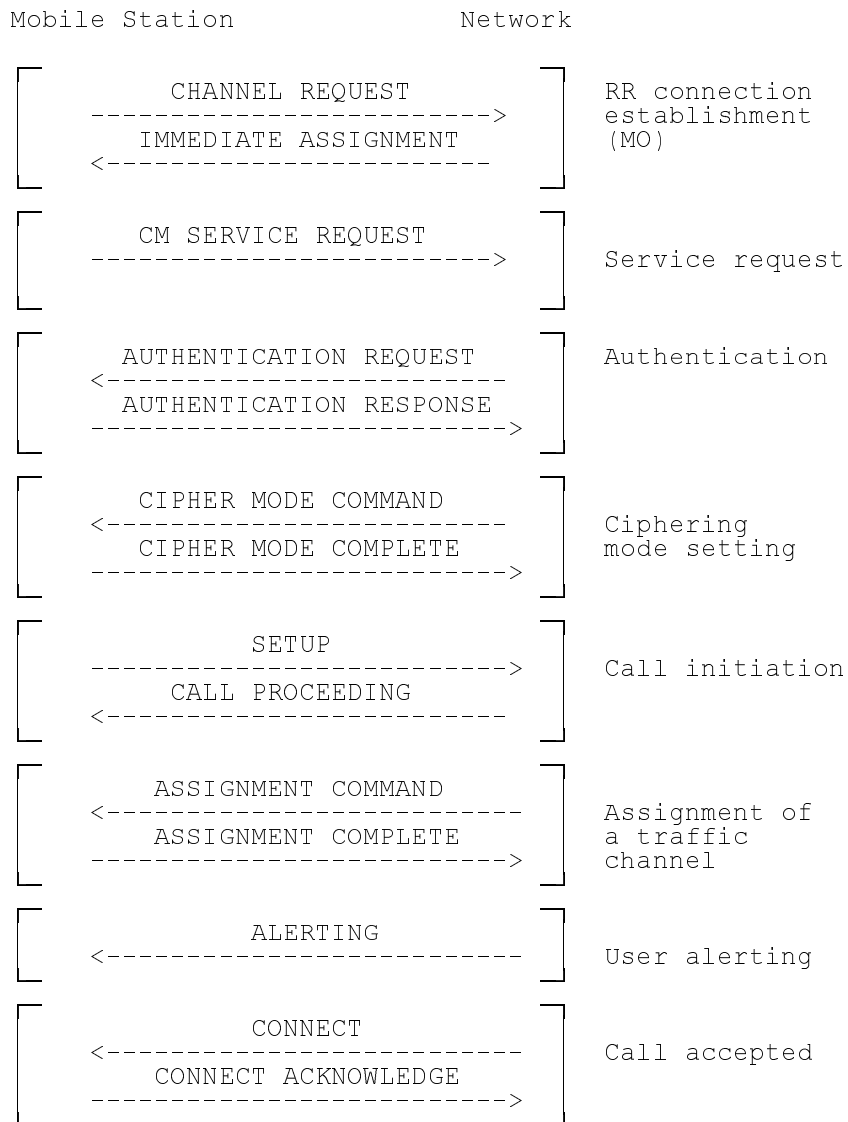 Mobile Station Network
CHANNEL REQUEST RR connection
-------------------------> establishment
IMMEDIATE ASSIGNMENT (MO)
<------------------------
CM SERVICE REQUEST
-------------------------> Service request
AUTHENTICATION REQUEST Authentication
<-------------------------
AUTHENTICATION RESPONSE
-------------------------->
CIPHER MODE COMMAND
<------------------------- Ciphering
CIPHER MODE COMPLETE mode setting
-------------------------->
SETUP
--------------------------> Call initiation
CALL PROCEEDING
<-------------------------
ASSIGNMENT COMMAND
<-------------------------- Assignment of
ASSIGNMENT COMPLETE a traffic
--------------------------> channel
ALERTING
<-------------------------- User alerting
CONNECT
<-------------------------- Call accepted
CONNECT ACKNOWLEDGE
-------------------------->